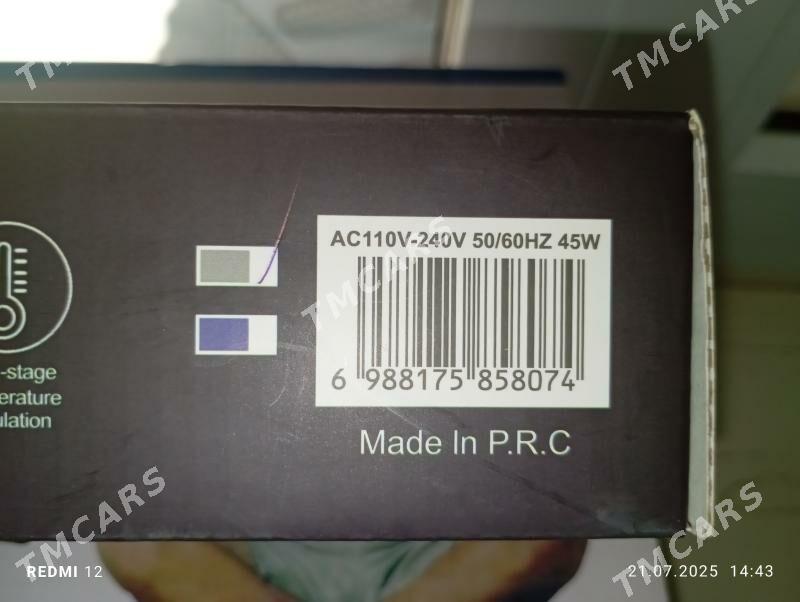 TMCARS
TMCARS
AC110V-240V 50/60HZ 45W
TMCARS
6 988175 858074
-stage
erature
ulation
Made In P.R.C
TMCARS
TMCARS
TMCARS
REDMI 12
21.07.2025 14:43